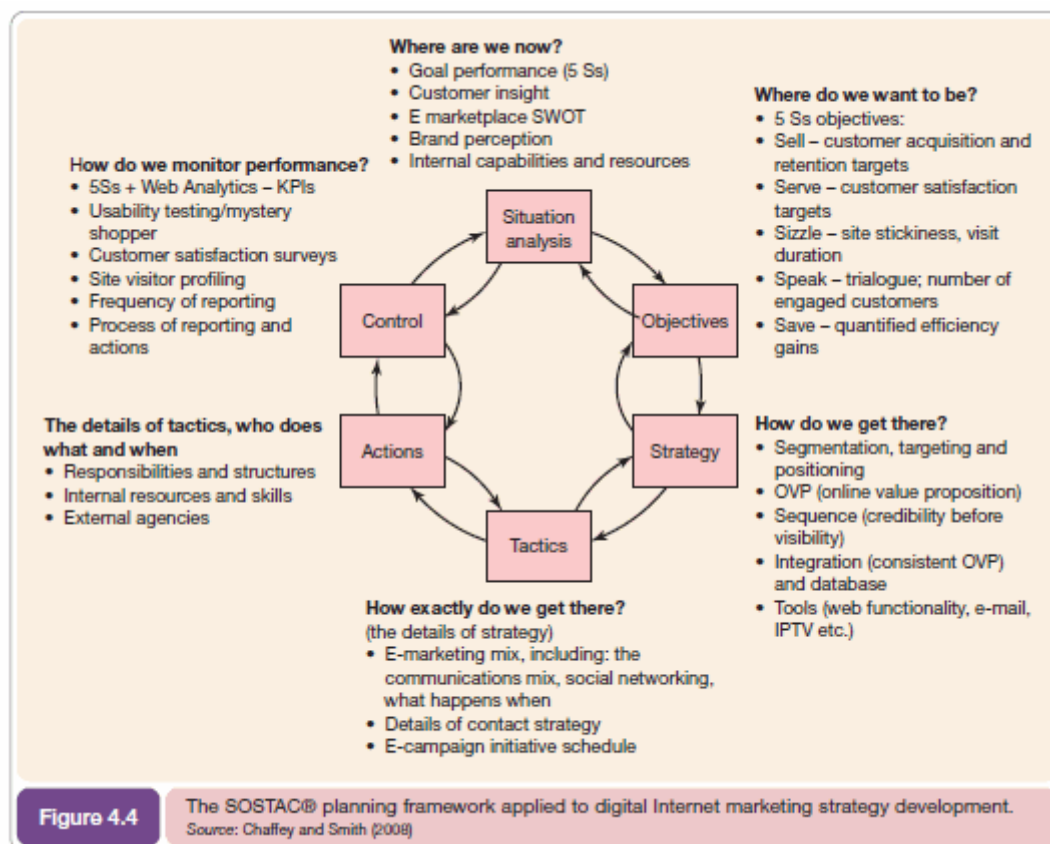 Where are we now?
• Goal performance (5 Ss)
• Customer insight
• E marketplace SWOT
• Brand perception
• Internal capabilities and resources
Where do we want to be?
• 5 Ss objectives:
• Sell – customer acquisition and
retention targets
• Serve – customer satisfaction
targets
• Sizzle – site stickiness, visit
duration
• Speak – trialogue; number of
engaged customers
• Save – quantified efficiency
gains
How do we monitor performance?
• 5Ss + Web Analytics – KPIs
• Usability testing/mystery
shopper
• Customer satisfaction surveys
• Site visitor profiling
• Frequency of reporting
• Process of reporting and
actions
Situation
analysis
Control
Objectives
Actions
Strategy
Tactics
The details of tactics, who does
what and when
• Responsibilities and structures
• Internal resources and skills
• External agencies
How do we get there?
• Segmentation, targeting and
positioning
• OVP (online value proposition)
• Sequence (credibility before
visibility)
• Integration (consistent OVP)
and database
• Tools (web functionality, e-mail,
IPTV etc.)
How exactly do we get there?
(the details of strategy)
• E-marketing mix, including: the
communications mix, social networking,
what happens when
• Details of contact strategy
• E-campaign initiative schedule
Figure 4.4
The SOSTAC® planning framework applied to digital Internet marketing strategy development.
Source: Chaffey and Smith (2008)